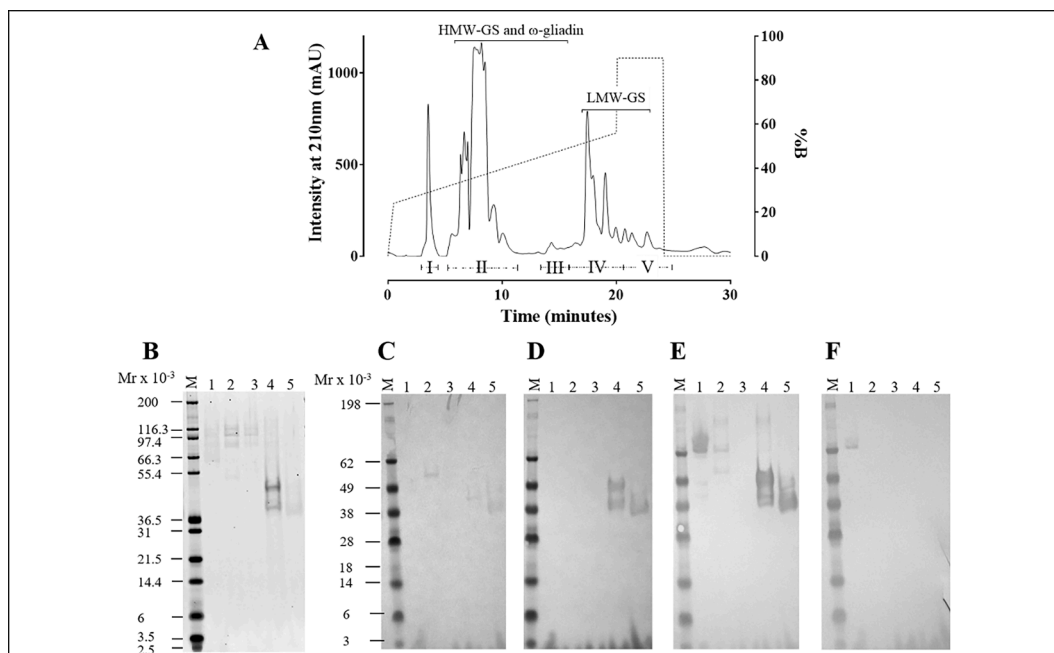 A
HMW-GS and ω-gliadin
LMW-GS
Intensity at 210nm (mAU)
1000
500
0
100
80
60
40
20
0
%B
I II III IV V
0 10 20 30
Time (minutes)
B
Mr x 10-3
M 1 2 3 4 5
200
116.3
97.4
66.3
55.4
36.5
31
21.5
14.4
6
3.5
2.5
C
Mr x 10-3
M 1 2 3 4 5
198
62
49
38
28
18
14
6
3
D
M 1 2 3 4 5
E
M 1 2 3 4 5
F
M 1 2 3 4 5